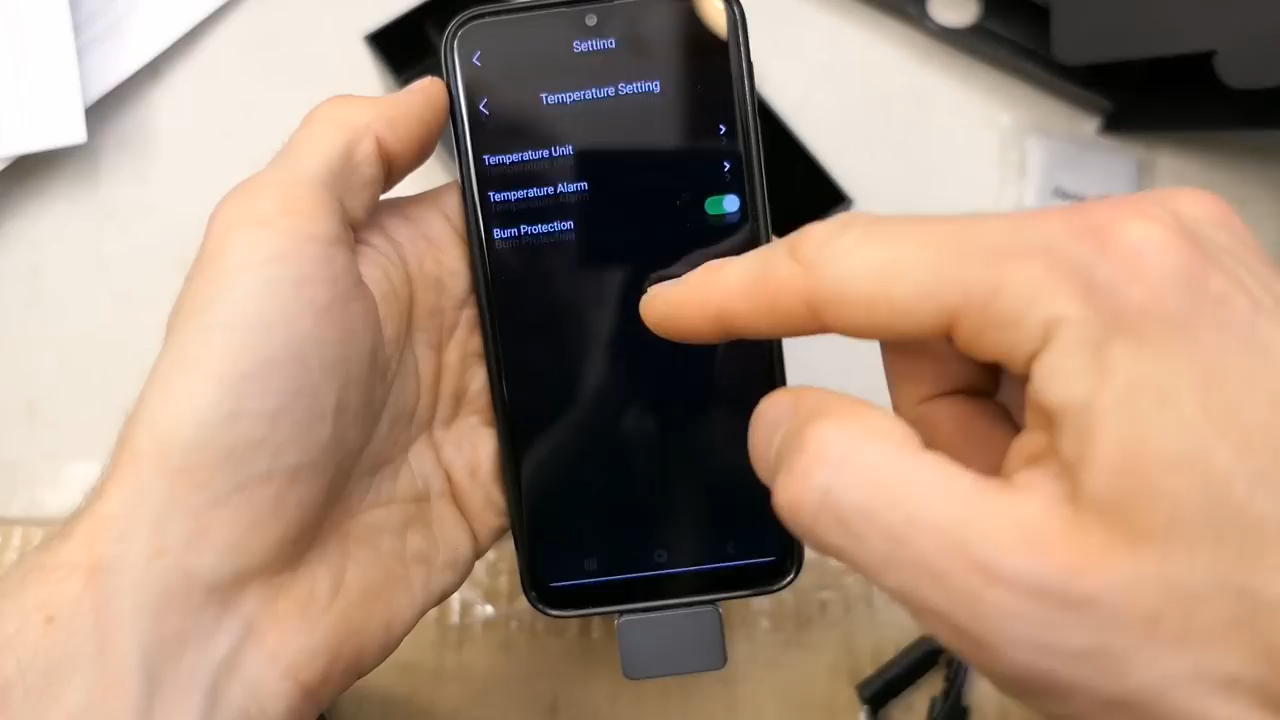 Setting
Temperature Setting
Temperature Unit
Temperature Alarm
Burn Protection